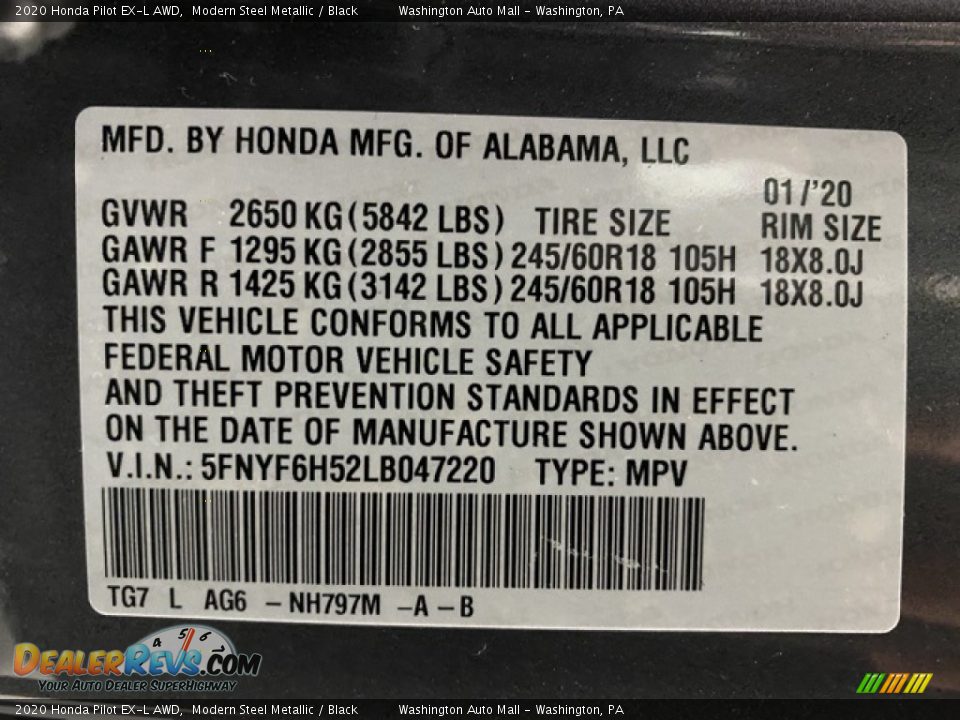 2020 Honda Pilot EX-L AWD, Modern Steel Metallic / Black Washington Auto Mall - Washington, PA
MFD. BY HONDA MFG. OF ALABAMA, LLC
01/'20
GVWR 2650 KG (5842 LBS) TIRE SIZE RIM SIZE
GAWR F 1295 KG (2855 LBS) 245/60R18 105H 18X8.0J
GAWR R 1425 KG (3142 LBS) 245/60R18 105H 18X8.0J
THIS VEHICLE CONFORMS TO ALL APPLICABLE
FEDERAL MOTOR VEHICLE SAFETY
AND THEFT PREVENTION STANDARDS IN EFFECT
ON THE DATE OF MANUFACTURE SHOWN ABOVE.
V.I.N.: 5FNYF6H52LB047220 TYPE: MPV
TG7 L AG6 -NH797M -A-B
4 5 6
DEALERREVS.COM
YOUR AUTO DEALER SUPERHIGHWAY
2020 Honda Pilot EX-L AWD, Modern Steel Metallic / Black Washington Auto Mall - Washington, PA